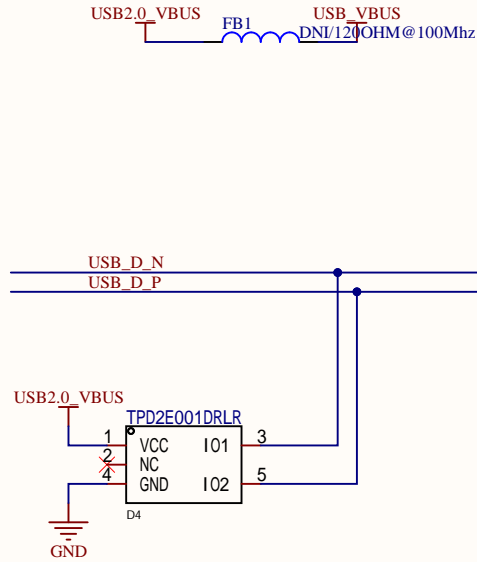 USB2.0_VBUS
USB_VBUS
FB1
DNI/120OHM@100Mhz
USB_D_N
USB_D_P
USB2.0_VBUS
TPD2E001DRLR
1 VCC IO1 3
2 NC
4 GND IO2 5
D4
GND